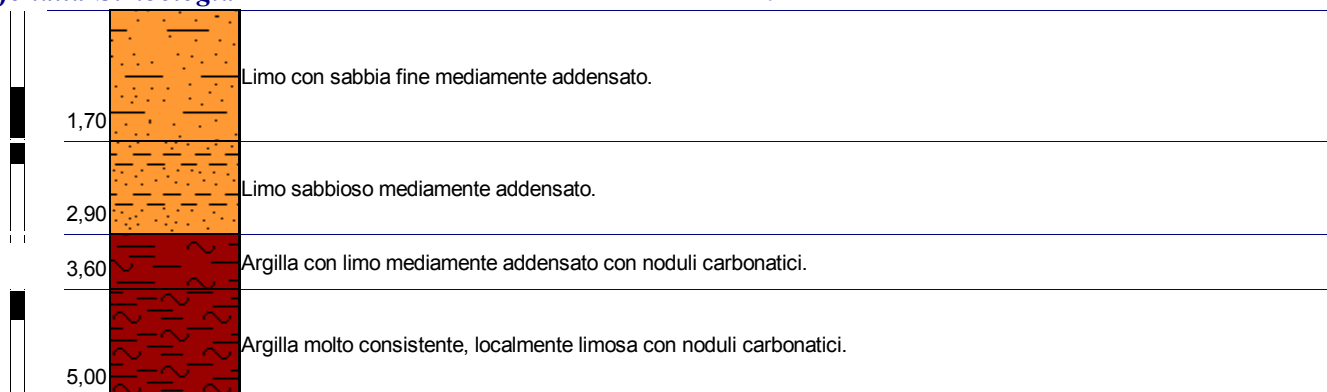 Limo con sabbia fine mediamente addensato.
1,70
Limo sabbioso mediamente addensato.
2,90
3,60 Argilla con limo mediamente addensato con noduli carbonatici.
Argilla molto consistente, localmente limosa con noduli carbonatici.
5,00